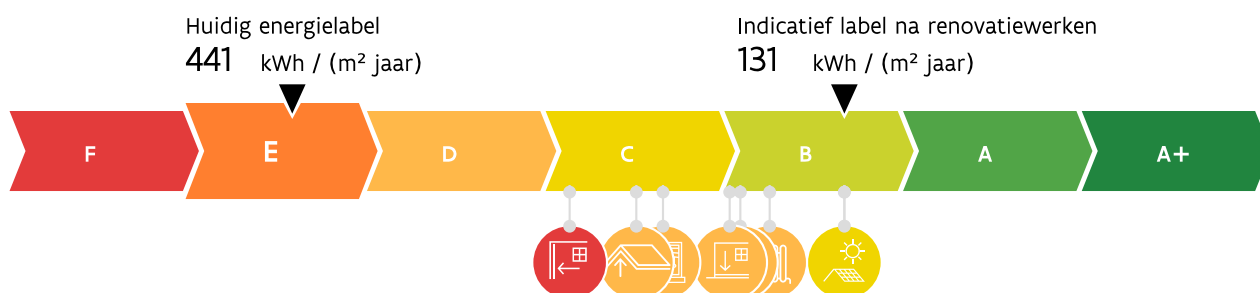 Huidig energielabel
441 kWh / (m² jaar)
Indicatief label na renovatiewerken
131 kWh / (m² jaar)
F E D C B A A+